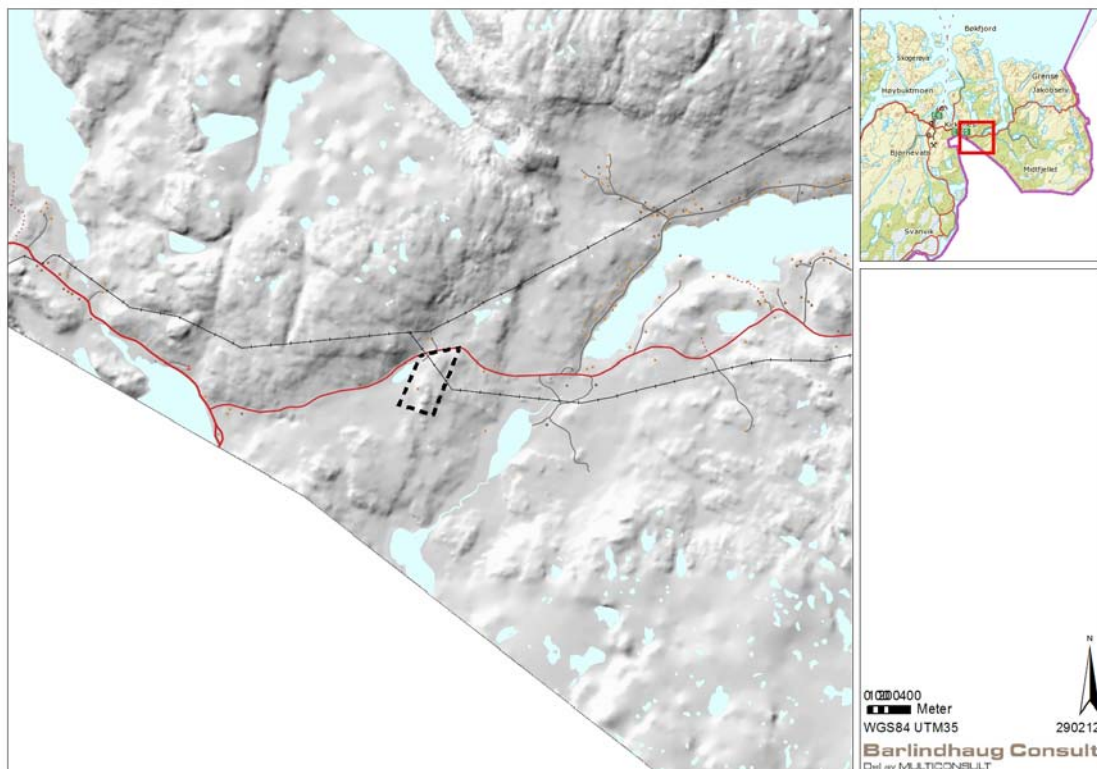 Bøkfjord
Skogerøya
Grense
Jakobselv
Høybuktmoen
Bjørnevatn
Midtfjellet
Svanvik
N
Meter
WGS84 UTM35
290212
Barlindhaug Consult
Del av MULTICONSULT